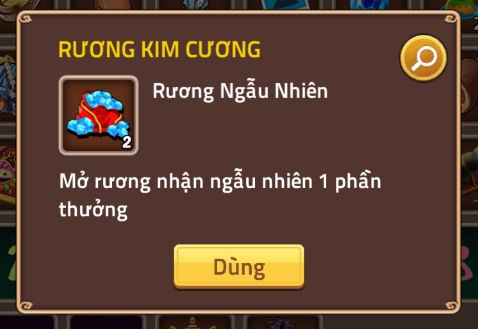 RƯƠNG KIM CƯƠNG
Rương Ngẫu Nhiên
2
Mở rương nhận ngẫu nhiên 1 phần
thưởng
Dùng